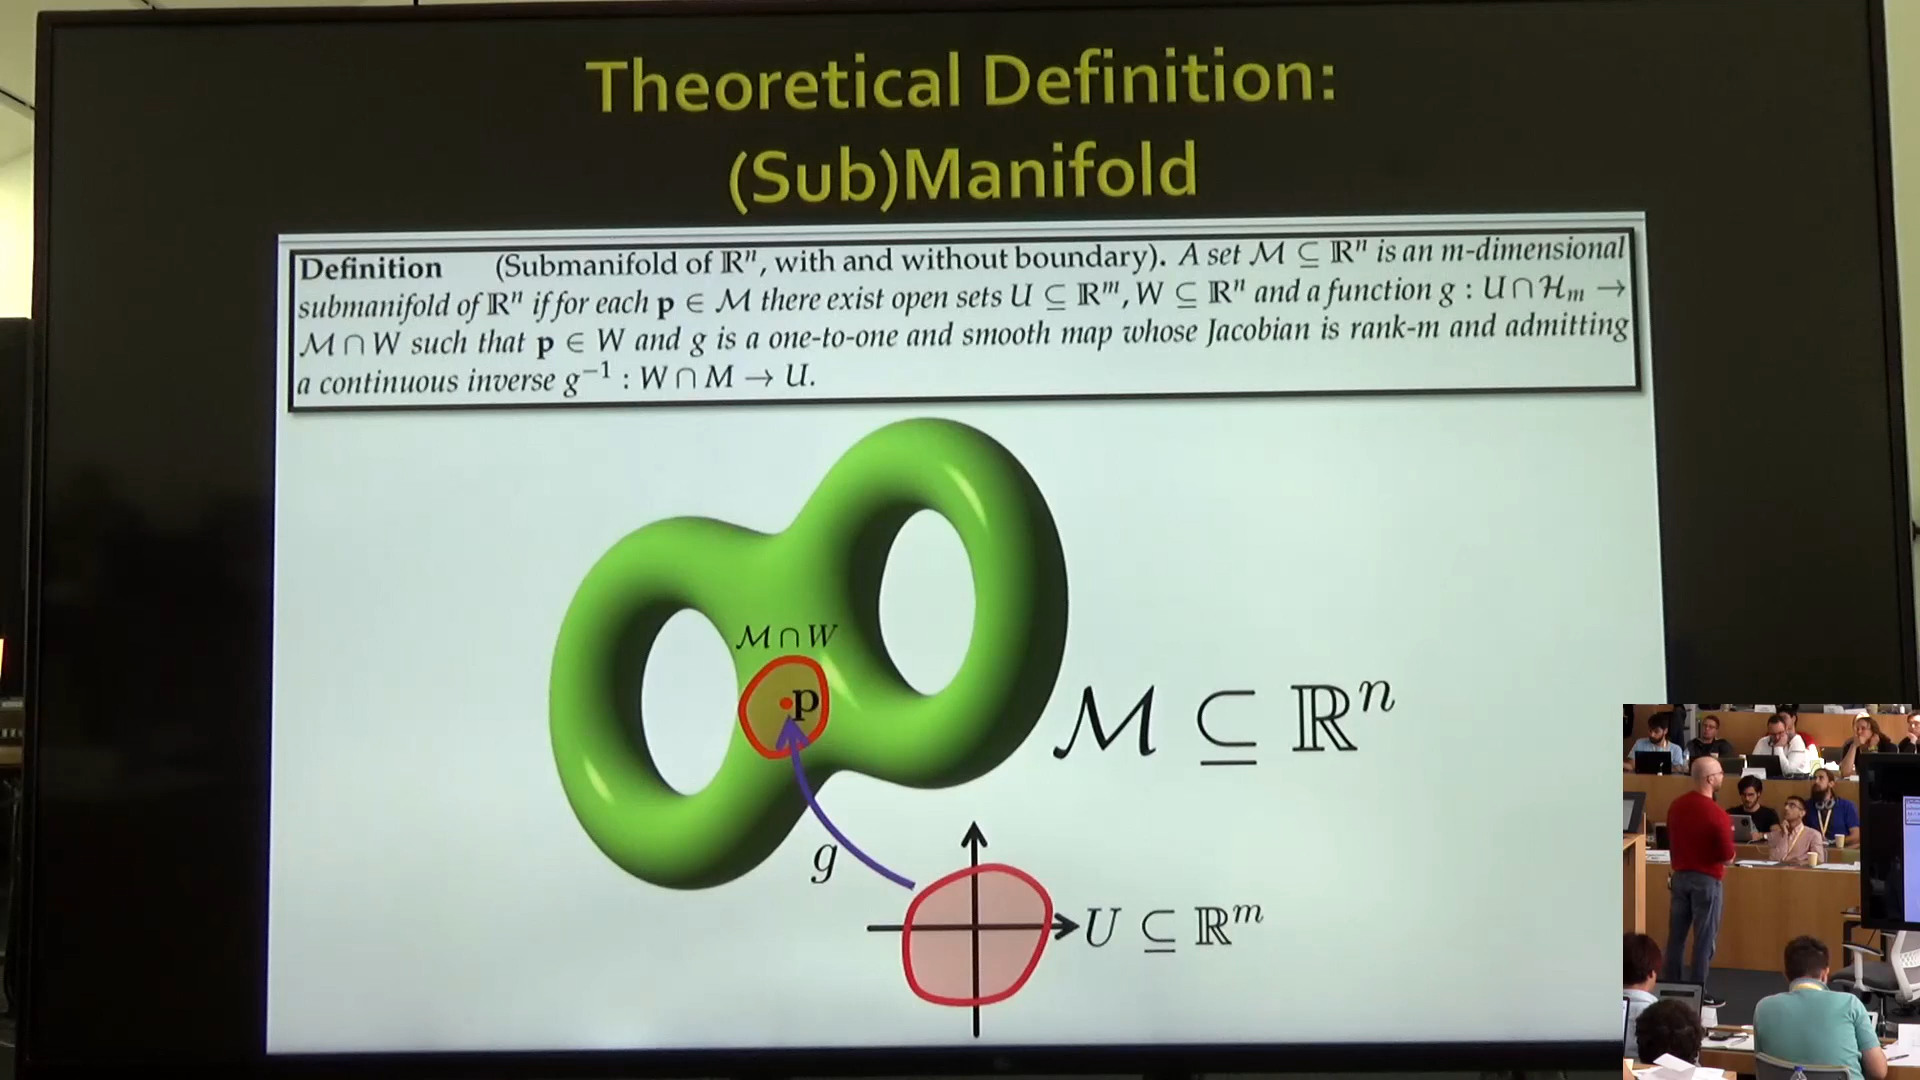 Theoretical Definition:
(Sub)Manifold
Definition (Submanifold of ℝⁿ, with and without boundary). A set ℳ ⊆ ℝⁿ is an m-dimensional
submanifold of ℝⁿ if for each p ∈ ℳ there exist open sets U ⊆ ℝᵐ, W ⊆ ℝⁿ and a function g : U ∩ ℋₘ →
ℳ ∩ W such that p ∈ W and g is a one-to-one and smooth map whose Jacobian is rank-m and admitting
a continuous inverse g⁻¹ : W ∩ M → U.
ℳ ∩ W
p
ℳ ⊆ ℝⁿ
g
U ⊆ ℝᵐ